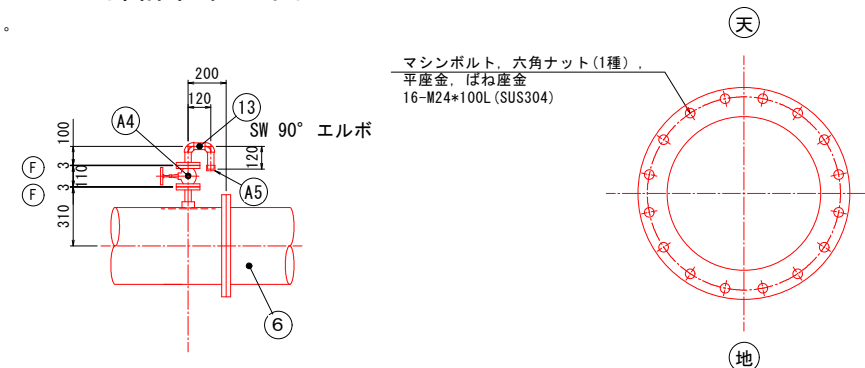 。
天
マシンボルト, 六角ナット(1種),
平座金, ばね座金
16-M24*100L(SUS304)
200
120
13
A4
SW 90° エルボ
100
120
F
3
110
A5
F
3
310
6
地